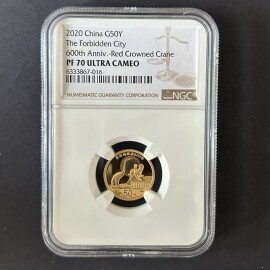 2020 China G50Y
The Forbidden City
600th Anniv.-Red Crowned Crane
PF 70 ULTRA CAMEO
6333867-016
NUMISMATIC GUARANTY CORPORATION
NGC
50